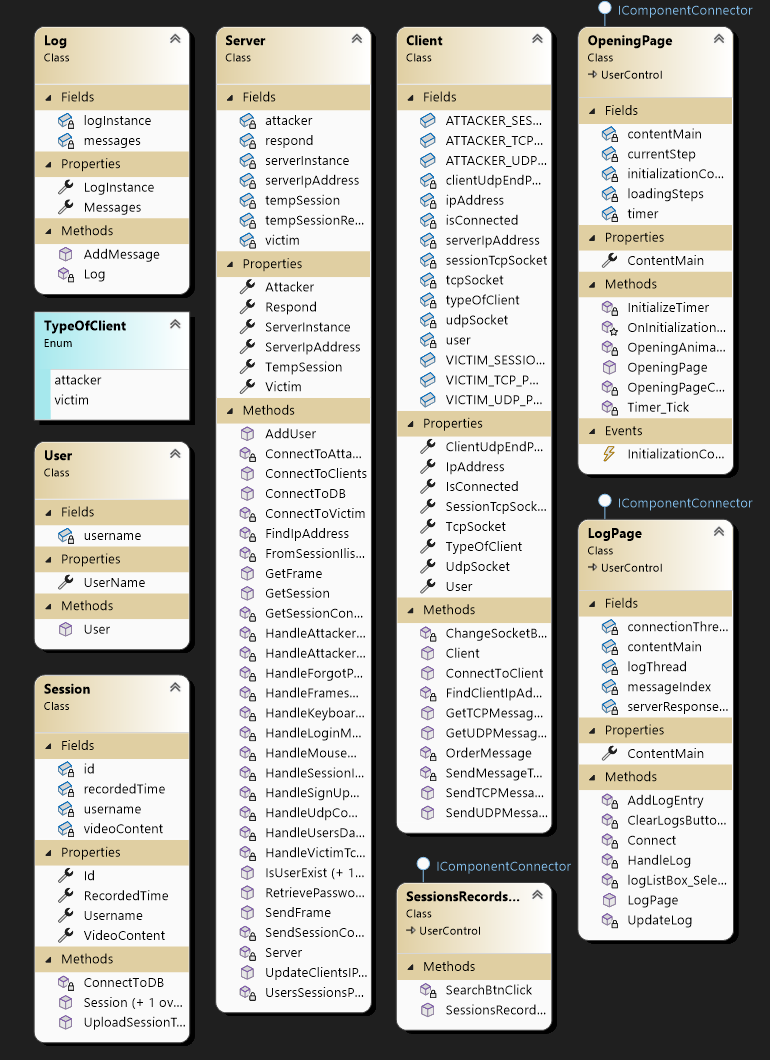 Log
Class
Fields
logInstance
messages
Properties
LogInstance
Messages
Methods
AddMessage
Log
TypeOfClient
Enum
attacker
victim
User
Class
Fields
username
Properties
UserName
Methods
User
Session
Class
Fields
id
recordedTime
username
videoContent
Properties
Id
RecordedTime
Username
VideoContent
Methods
ConnectToDB
Session (+ 1 ov...
UploadSessionT...
Server
Class
Fields
attacker
respond
serverInstance
serverIpAddress
tempSession
tempSessionRe...
victim
Properties
Attacker
Respond
ServerInstance
ServerIpAddress
TempSession
Victim
Methods
AddUser
ConnectToAtta...
ConnectToClients
ConnectToDB
ConnectToVictim
FindIpAddress
FromSessionIlis...
GetFrame
GetSession
GetSessionCon...
HandleAttacker...
HandleAttacker...
HandleForgotP...
HandleFrames...
HandleKeyboar...
HandleLoginM...
HandleMouse...
HandleSessionI...
HandleSignUp...
HandleUdpCo...
HandleUsersDa...
HandleVictimTc...
IsUserExist (+ 1...
RetrievePasswo...
SendFrame
SendSessionCo...
Server
UpdateClientsIP...
UsersSessionsP...
Client
Class
Fields
ATTACKER_SES...
ATTACKER_TCP...
ATTACKER_UDP...
clientUdpEndP...
ipAddress
isConnected
serverIpAddress
sessionTcpSocket
tcpSocket
typeOfClient
udpSocket
user
VICTIM_SESSIO...
VICTIM_TCP_P...
VICTIM_UDP_P...
Properties
ClientUdpEndP...
IpAddress
IsConnected
SessionTcpSock...
TcpSocket
TypeOfClient
UdpSocket
User
Methods
ChangeSocketB...
Client
ConnectToClient
FindClientIpAd...
GetTCPMessag...
GetUDPMessag...
OrderMessage
SendMessageT...
SendTCPMessa...
SendUDPMessa...
IComponentConnector
SessionsRecords...
Class
UserControl
Methods
SearchBtnClick
SessionsRecord...
IComponentConnector
OpeningPage
Class
UserControl
Fields
contentMain
currentStep
initializationCo...
loadingSteps
timer
Properties
ContentMain
Methods
InitializeTimer
OnInitialization...
OpeningAnima...
OpeningPage
OpeningPageC...
Timer_Tick
Events
InitializationCo...
IComponentConnector
LogPage
Class
UserControl
Fields
connectionThre...
contentMain
logThread
messageIndex
serverResponse...
Properties
ContentMain
Methods
AddLogEntry
ClearLogsButto...
Connect
HandleLog
logListBox_Sele...
LogPage
UpdateLog